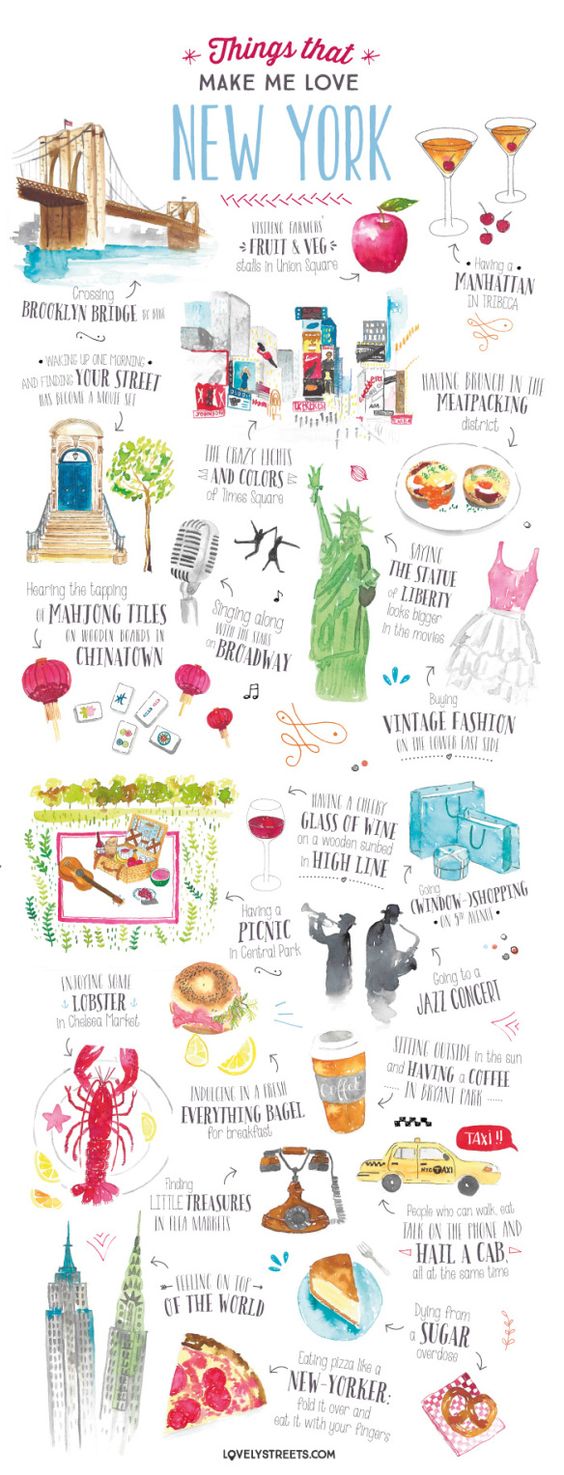 Things that
MAKE ME LOVE
NEW YORK
VISITING FARMERS'
FRUIT & VEG
stalls in Union Square
Having a
MANHATTAN
IN TRIBECA
Crossing
BROOKLYN BRIDGE BY BIKE
WAKING UP ONE MORNING
AND FINDING YOUR STREET
HAS BECOME A MOVIE SET
HAVING BRUNCH IN THE
MEATPACKING
district
THE CRAZY LIGHTS
AND COLORS
of Times Square
SAYING
THE STATUE
OF LIBERTY
looks bigger
in the movies
Hearing the tapping
OF MAHJONG TILES
ON WOODEN BOARDS IN
CHINATOWN
Singing along
WITH THE STARS
on BROADWAY
Buying
VINTAGE FASHION
ON THE LOWER EAST SIDE
HAVING A CHEEKY
GLASS OF WINE
on a wooden sunbed
IN HIGH LINE
Going
(WINDOW-)SHOPPING
ON 5TH AVENUE
Having a
PICNIC
in Central Park
Going to a
JAZZ CONCERT
ENJOYING SOME
LOBSTER
in Chelsea Market
SITTING OUTSIDE in the sun
and HAVING a COFFEE
IN BRYANT PARK
Coffee
INDULGING IN A FRESH
EVERYTHING BAGEL
for breakfast
TAXI!!
NYC TAXI
Finding
LITTLE TREASURES
IN FLEA MARKETS
People who can walk, eat
TALK ON THE PHONE AND
HAIL A CAB,
all at the same time
FEELING ON TOP
OF THE WORLD
Dying from
a SUGAR
overdose
Eating pizza like a
NEW-YORKER:
fold it over and
eat it with your fingers
LOVELYSTREETS.COM